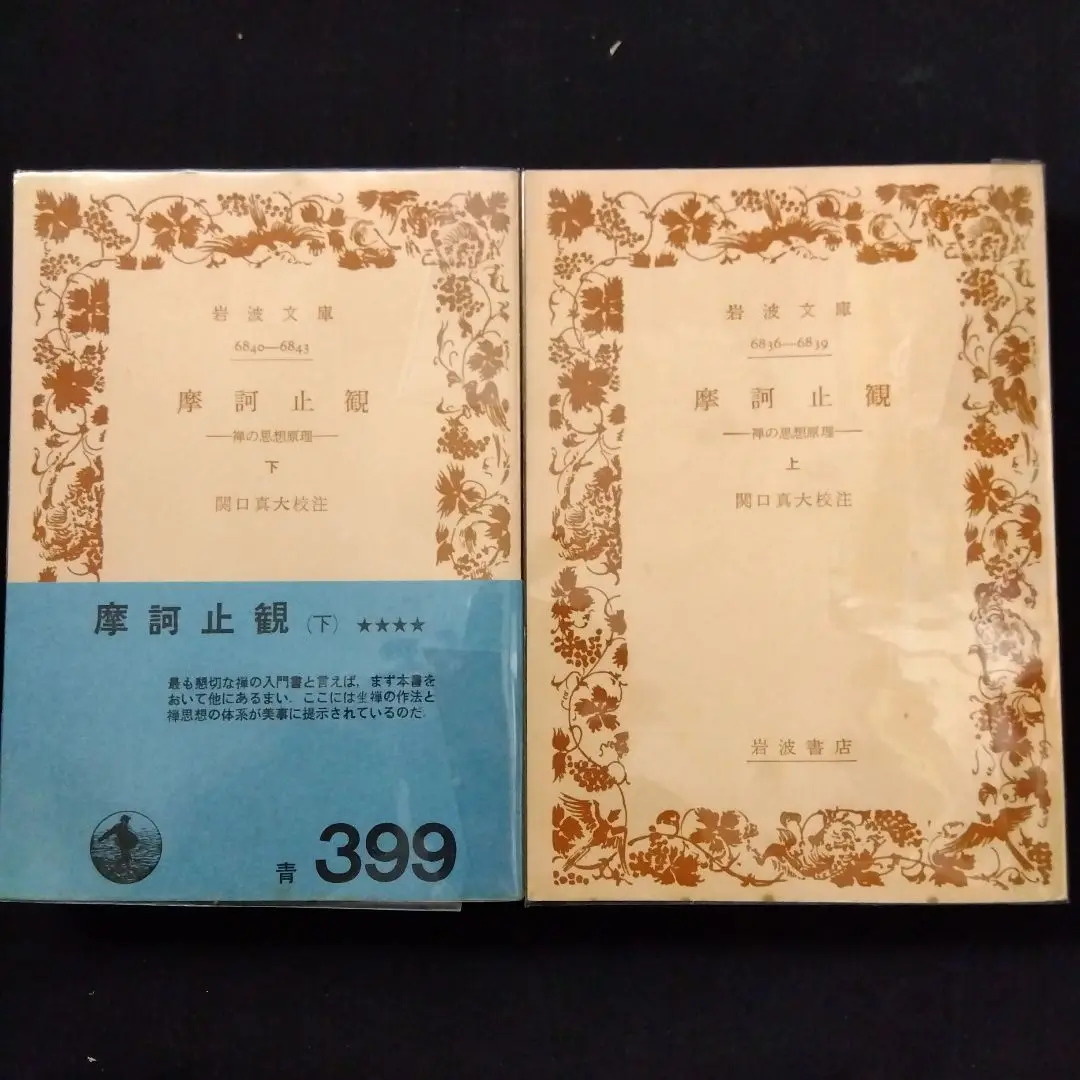 岩波文庫
6840—6843
摩訶止観
—禅の思想原理—
下
関口真大校注
摩訶止観（下）★★★★
最も懇切な禅の入門書と言えば，まず本書を
おいて他にあるまい．ここには坐禅の作法と
禅思想の体系が美事に提示されているのだ．
青 399
岩波文庫
6836—6839
摩訶止観
—禅の思想原理—
上
関口真大校注
岩波書店